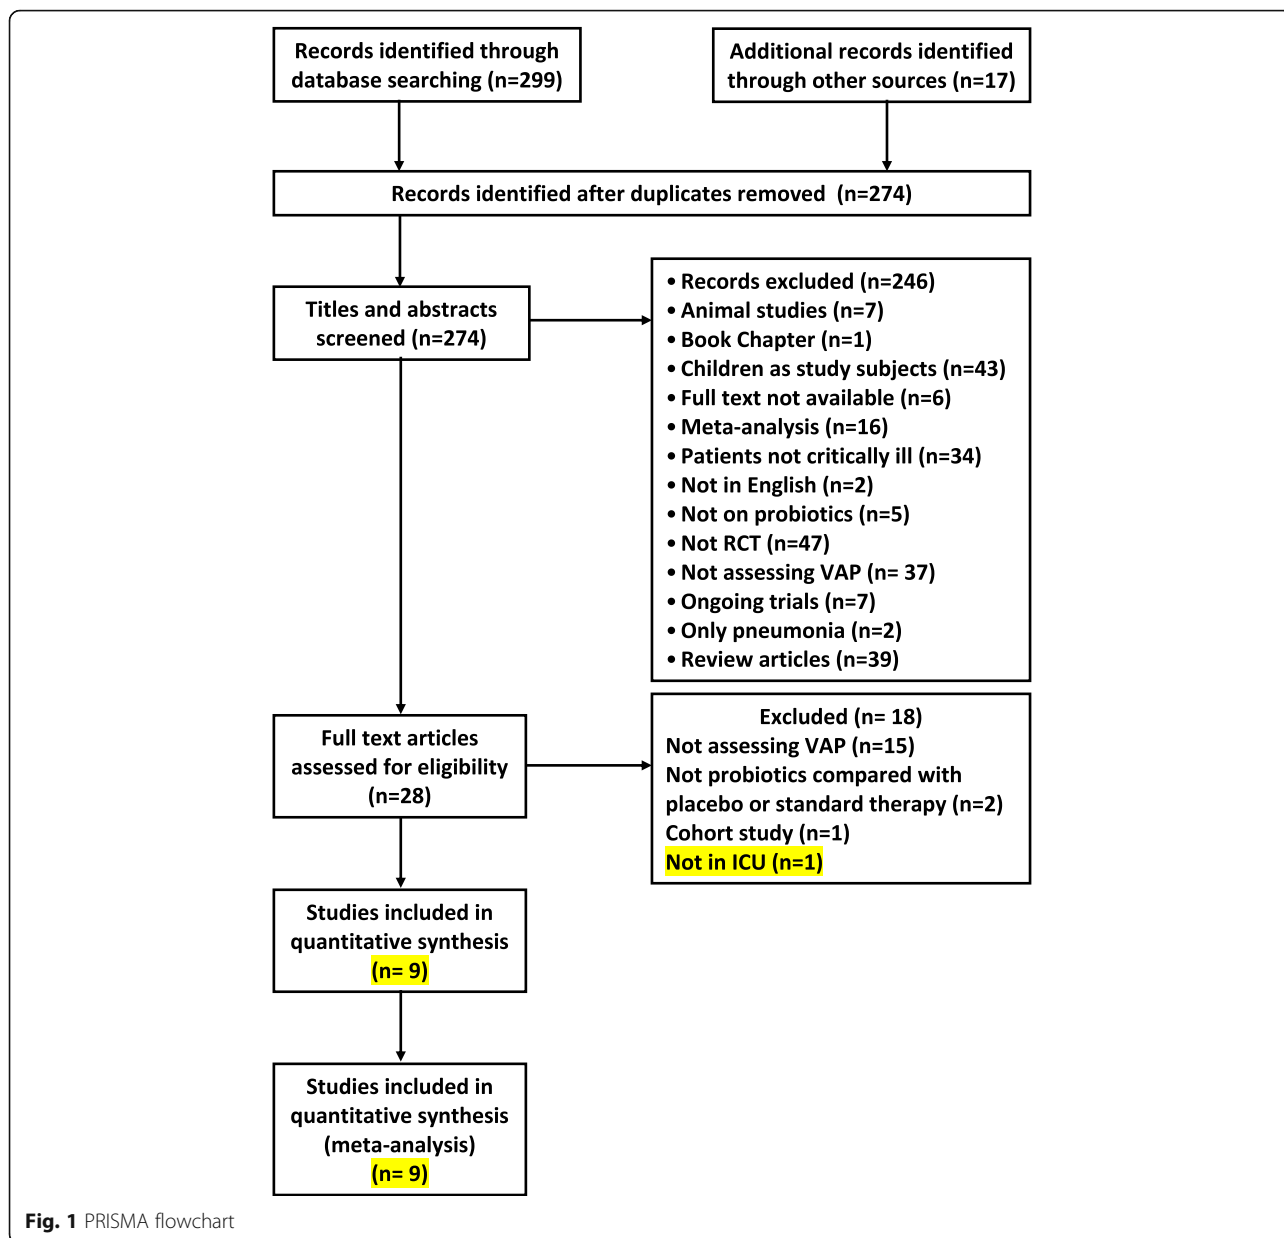 Records identified through
database searching (n=299)
Additional records identified
through other sources (n=17)
Records identified after duplicates removed (n=274)
Titles and abstracts
screened (n=274)
• Records excluded (n=246)
• Animal studies (n=7)
• Book Chapter (n=1)
• Children as study subjects (n=43)
• Full text not available (n=6)
• Meta-analysis (n=16)
• Patients not critically ill (n=34)
• Not in English (n=2)
• Not on probiotics (n=5)
• Not RCT (n=47)
• Not assessing VAP (n= 37)
• Ongoing trials (n=7)
• Only pneumonia (n=2)
• Review articles (n=39)
Full text articles
assessed for eligibility
(n=28)
Excluded (n= 18)
Not assessing VAP (n=15)
Not probiotics compared with
placebo or standard therapy (n=2)
Cohort study (n=1)
Not in ICU (n=1)
Studies included in
quantitative synthesis
(n= 9)
Studies included in
quantitative synthesis
(meta-analysis)
(n= 9)
Fig. 1 PRISMA flowchart